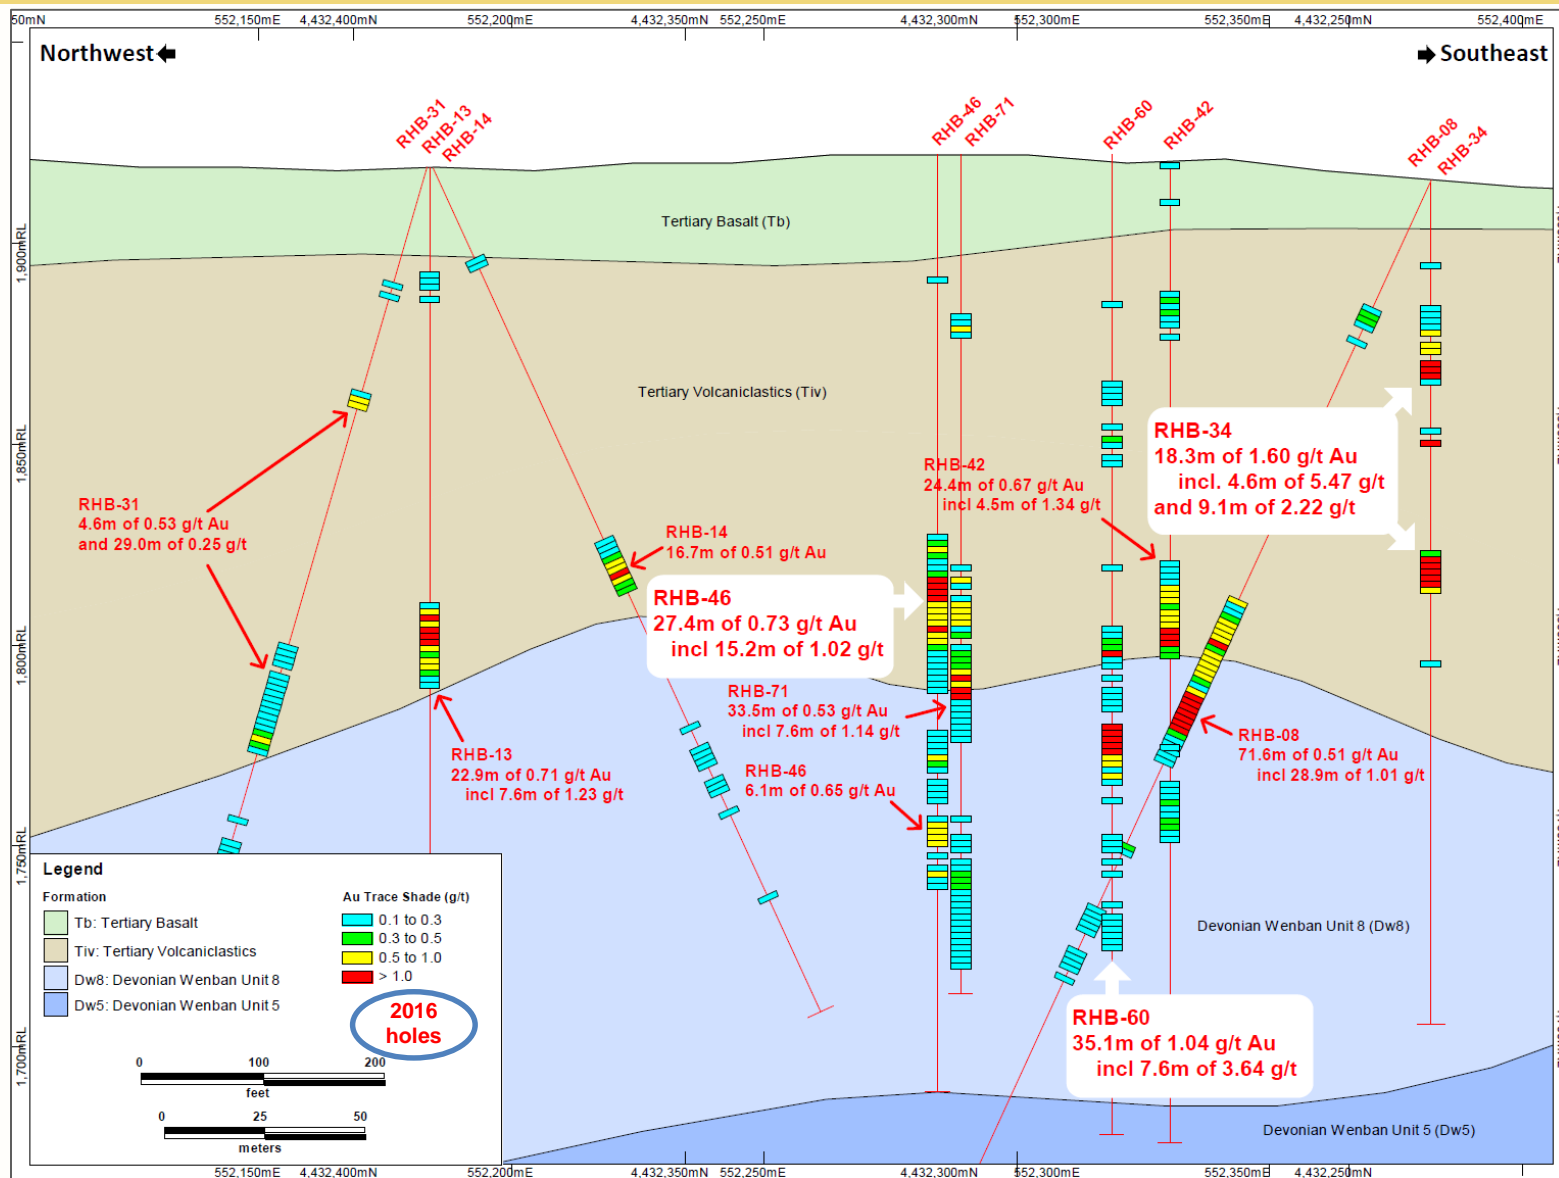 50mN 552,150mE 4,432,400mN 552,200mE 4,432,350mN 552,250mE 4,432,300mN 552,300mE 552,350mE 4,432,250mN 552,400mE
Northwest
Southeast
RHB-31
RHB-13
RHB-14
RHB-46
RHB-71
RHB-60
RHB-42
RHB-08
RHB-34
Tertiary Basalt (Tb)
1,900mRL
Tertiary Volcaniclastics (Tiv)
1,850mRL
RHB-34
18.3m of 1.60 g/t Au
incl. 4.6m of 5.47 g/t
and 9.1m of 2.22 g/t
RHB-42
24.4m of 0.67 g/t Au
incl 4.5m of 1.34 g/t
RHB-31
4.6m of 0.53 g/t Au
and 29.0m of 0.25 g/t
RHB-14
16.7m of 0.51 g/t Au
RHB-46
27.4m of 0.73 g/t Au
incl 15.2m of 1.02 g/t
1,800mRL
RHB-71
33.5m of 0.53 g/t Au
incl 7.6m of 1.14 g/t
RHB-13
22.9m of 0.71 g/t Au
incl 7.6m of 1.23 g/t
RHB-08
71.6m of 0.51 g/t Au
incl 28.9m of 1.01 g/t
RHB-46
6.1m of 0.65 g/t Au
1,750mRL
Legend
Formation
Tb: Tertiary Basalt
Tiv: Tertiary Volcaniclastics
Dw8: Devonian Wenban Unit 8
Dw5: Devonian Wenban Unit 5
Au Trace Shade (g/t)
0.1 to 0.3
0.3 to 0.5
0.5 to 1.0
> 1.0
2016
holes
0 100 200
feet
0 25 50
meters
Devonian Wenban Unit 8 (Dw8)
1,700mRL
RHB-60
35.1m of 1.04 g/t Au
incl 7.6m of 3.64 g/t
Devonian Wenban Unit 5 (Dw5)
552,150mE 4,432,400mN 552,200mE 4,432,350mN 552,250mE 4,432,300mN 552,300mE 552,350mE 4,432,250mN